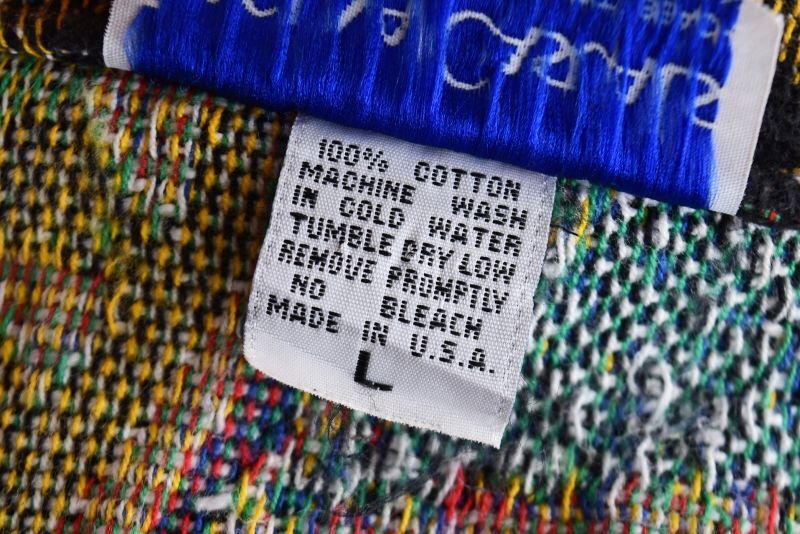 100% COTTON
MACHINE WASH
IN COLD WATER
TUMBLE DRY LOW
REMOVE PROMPTLY
NO BLEACH
MADE IN U.S.A.
L